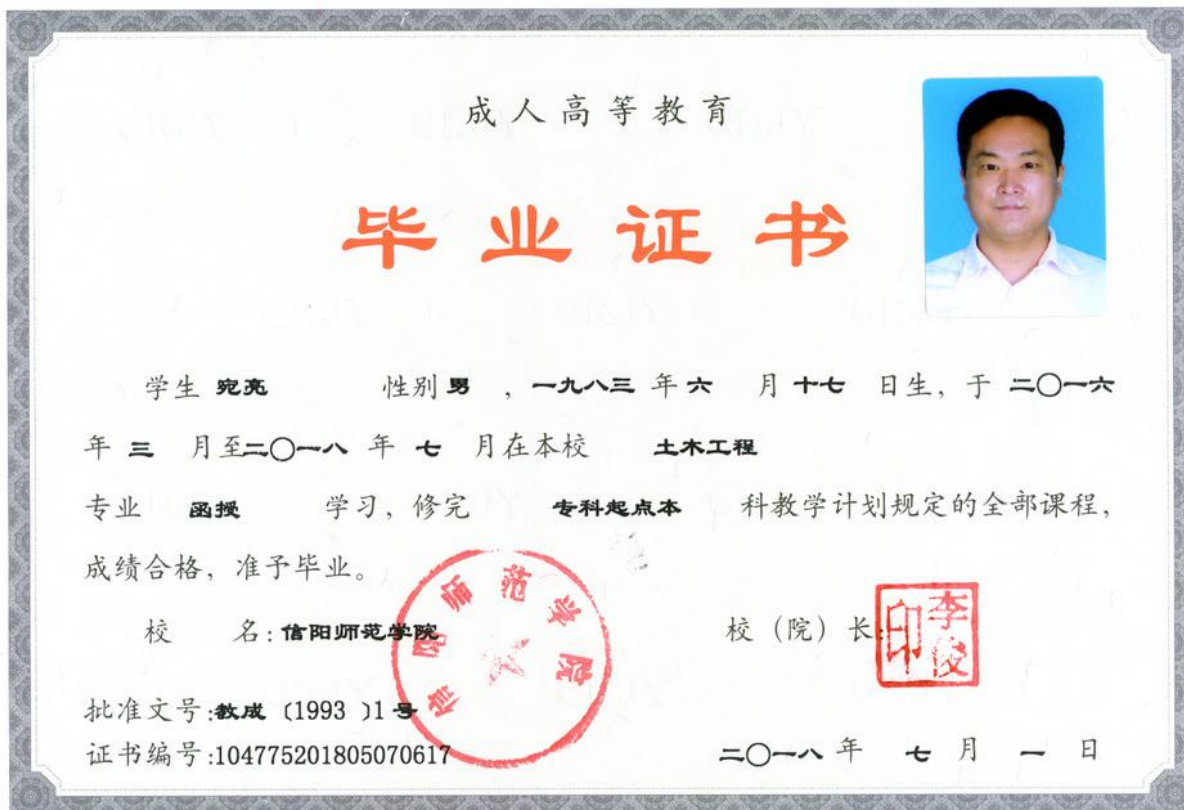 成人高等教育
毕业证书
学生 宛亮 性别 男 ，一九八三 年 六 月 十七 日生，于 二〇一六
年 三 月至二〇一八 年 七 月在本校 土木工程
专业 函授 学习，修完 专科起点本 科教学计划规定的全部课程，
成绩合格，准予毕业。
校 名：信阳师范学院 校（院）长：
信阳师范学院
李俊印
批准文号：教成〔1993 〕1号
证书编号：104775201805070617 二〇一八 年 七 月 一 日